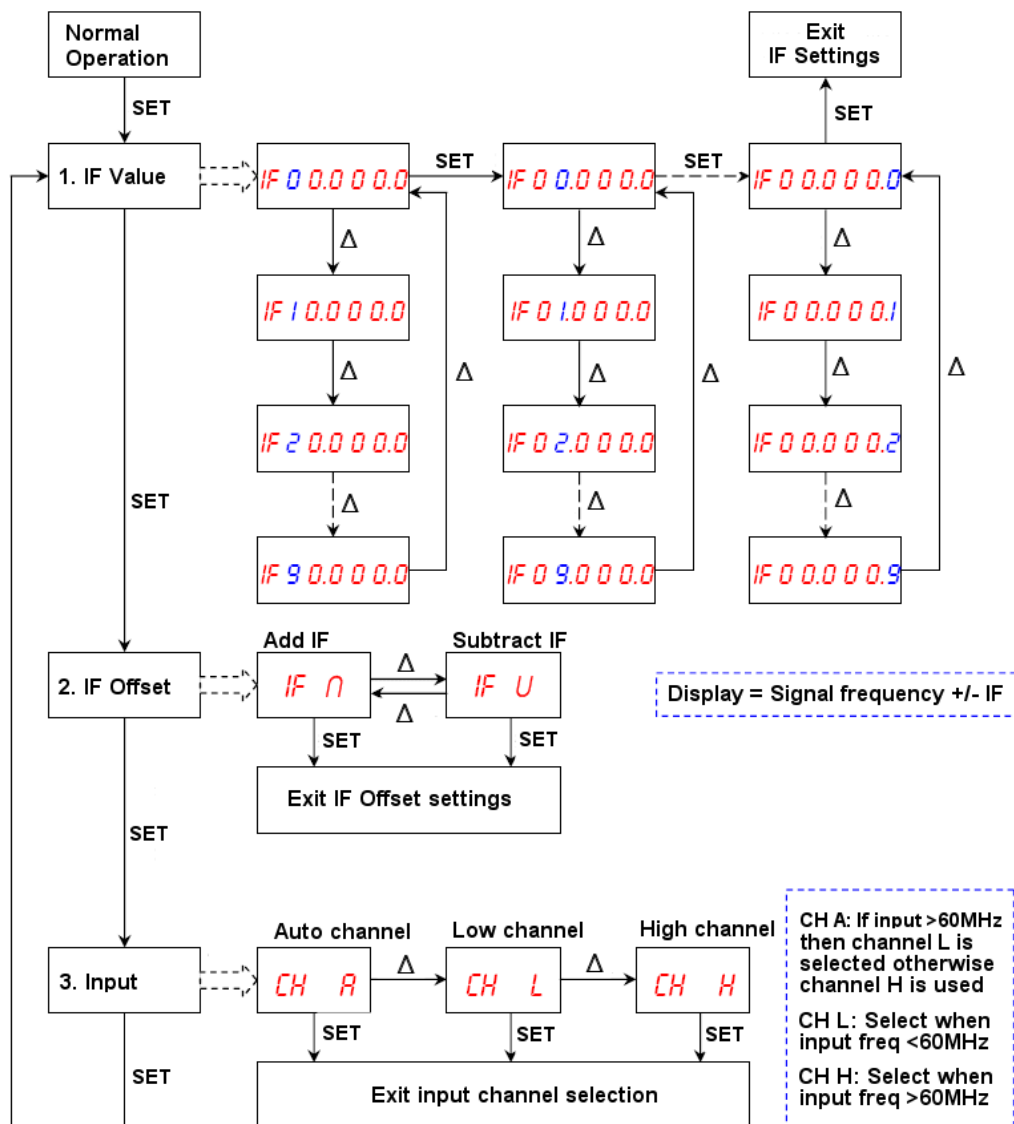 Normal
Operation
Exit
IF Settings
SET
SET
1. IF Value
IF 0 0.0 0 0.0
SET
IF 0 0.0 0 0.0
SET
IF 0 0.0 0 0.0
Δ
Δ
Δ
IF 1 0.0 0 0.0
IF 0 1.0 0 0.0
IF 0 0.0 0 0.1
Δ
Δ
Δ
Δ
Δ
Δ
IF 2 0.0 0 0.0
IF 0 2.0 0 0.0
IF 0 0.0 0 0.2
SET
Δ
Δ
Δ
IF 9 0.0 0 0.0
IF 0 9.0 0 0.0
IF 0 0.0 0 0.9
Add IF
Subtract IF
2. IF Offset
IF ∩
Δ
Δ
IF U
Display = Signal frequency +/- IF
SET
SET
Exit IF Offset settings
SET
Auto channel
Low channel
High channel
3. Input
CH A
Δ
CH L
Δ
CH H
SET
SET
SET
SET
Exit input channel selection
CH A: If input >60MHz
then channel L is
selected otherwise
channel H is used
CH L: Select when
input freq <60MHz
CH H: Select when
input freq >60MHz